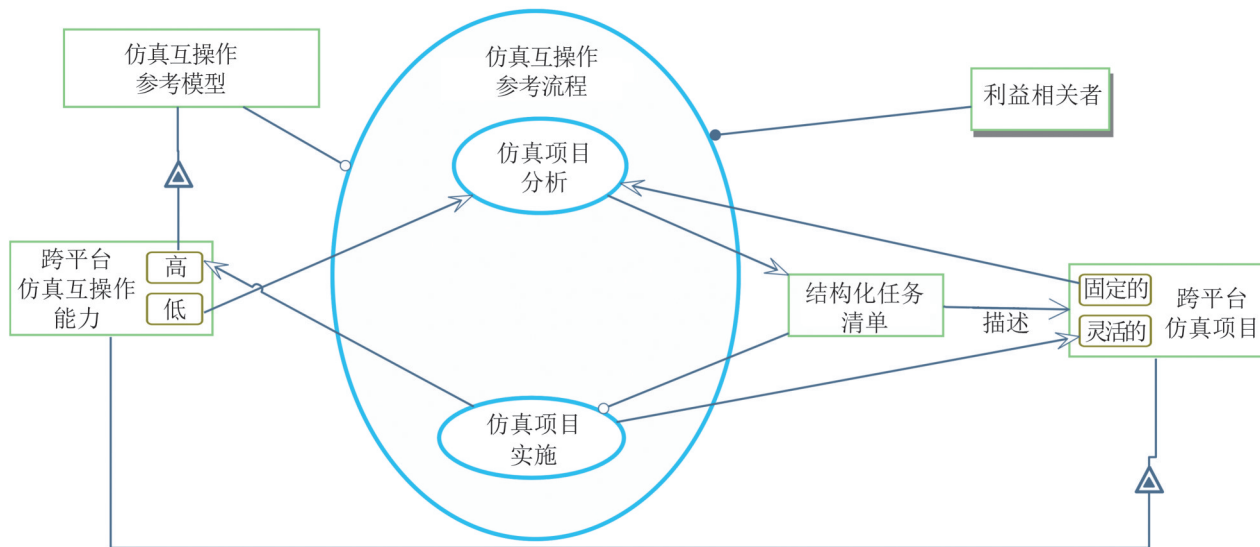 仿真互操作
参考模型
仿真互操作
参考流程
利益相关者
仿真项目
分析
跨平台
仿真互操作
能力
高
低
结构化任务
清单
描述
固定的
灵活的
跨平台
仿真项目
仿真项目
实施